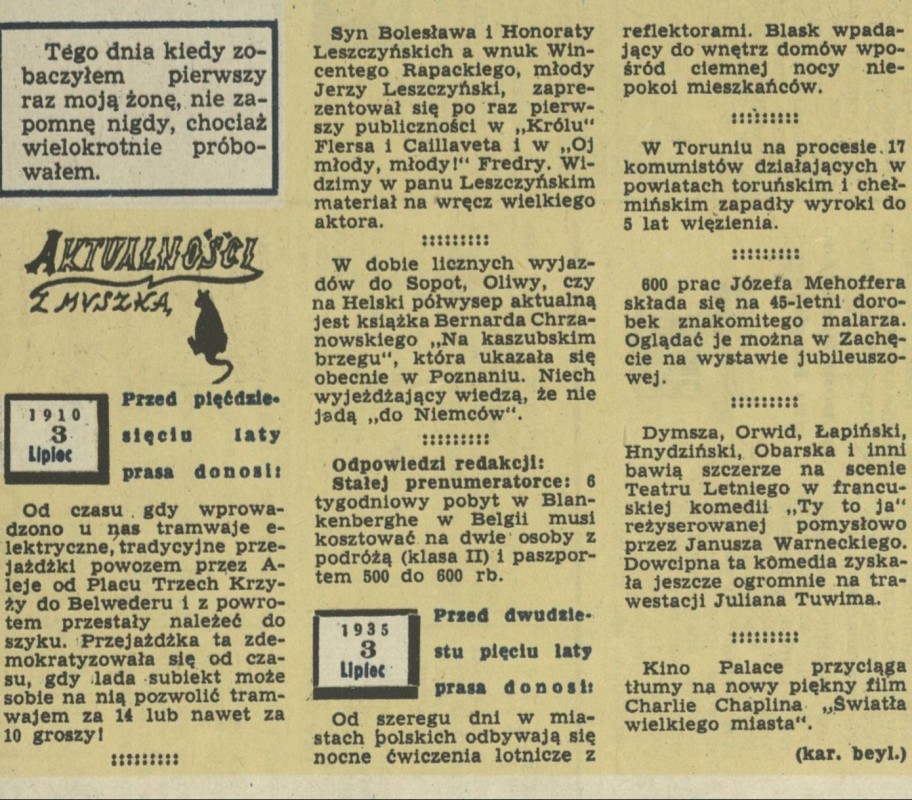 Tego dnia kiedy zo-
baczyłem pierwszy
raz moją żonę, nie za-
pomnę nigdy, chociaż
wielokrotnie próbo-
wałem.
AKTUALNOŚCI
Z MYSZKĄ
1910
3
Lipiec
Przed pięćdzie-
sięciu laty
prasa donosi:
Od czasu gdy wprowa-
dzono u nas tramwaje e-
lektryczne, tradycyjne prze-
jażdżki powozem przez A-
leje od Placu Trzech Krzy-
ży do Belwederu i z powro-
tem przestały należeć do
szyku. Przejażdżka ta zde-
mokratyzowała się od cza-
su, gdy lada subiekt może
sobie na nią pozwolić tram-
wajem za 14 lub nawet za
10 groszy!
Syn Bolesława i Honoraty
Leszczyńskich a wnuk Win-
centego Rapackiego, młody
Jerzy Leszczyński, zapre-
zentował się po raz pierw-
szy publiczności w „Królu“
Flersa i Caillaveta i w „Oj
młody, młody!“ Fredry. Wi-
dzimy w panu Leszczyńskim
materiał na wręcz wielkiego
aktora.
W dobie licznych wyjaz-
dów do Sopot, Oliwy, czy
na Helski półwysep aktualną
jest książka Bernarda Chrza-
nowskiego „Na kaszubskim
brzegu“, która ukazała się
obecnie w Poznaniu. Niech
wyjeżdżający wiedzą, że nie
jadą „do Niemców“.
Odpowiedzi redakcji:
Stałej prenumeratorce: 6
tygodniowy pobyt w Blan-
kenberghe w Belgii musi
kosztować na dwie osoby z
podróżą (klasa II) i paszpor-
tem 500 do 600 rb.
1935
3
Lipiec
Przed dwudzie-
stu pięciu laty
prasa donosi:
Od szeregu dni w mia-
stach polskich odbywają się
nocne ćwiczenia lotnicze z
reflektorami. Blask wpada-
jący do wnętrz domów wpo-
śród ciemnej nocy nie-
pokoi mieszkańców.
W Toruniu na procesie 17
komunistów działających w
powiatach toruńskim i cheł-
mińskim zapadły wyroki do
5 lat więzienia.
600 prac Józefa Mehoffera
składa się na 45-letni doro-
bek znakomitego malarza.
Oglądać je można w Zachę-
cie na wystawie jubileuszo-
wej.
Dymsza, Orwid, Łapiński,
Hnydziński, Obarska i inni
bawią szczerze na scenie
Teatru Letniego w francu-
skiej komedii „Ty to ja“
reżyserowanej pomysłowo
przez Janusza Warneckiego.
Dowcipna ta komedia zyska-
ła jeszcze ogromnie na tra-
westacji Juliana Tuwima.
Kino Palace przyciąga
tłumy na nowy piękny film
Charlie Chaplina „Światła
wielkiego miasta“.
(kar. beyl.)